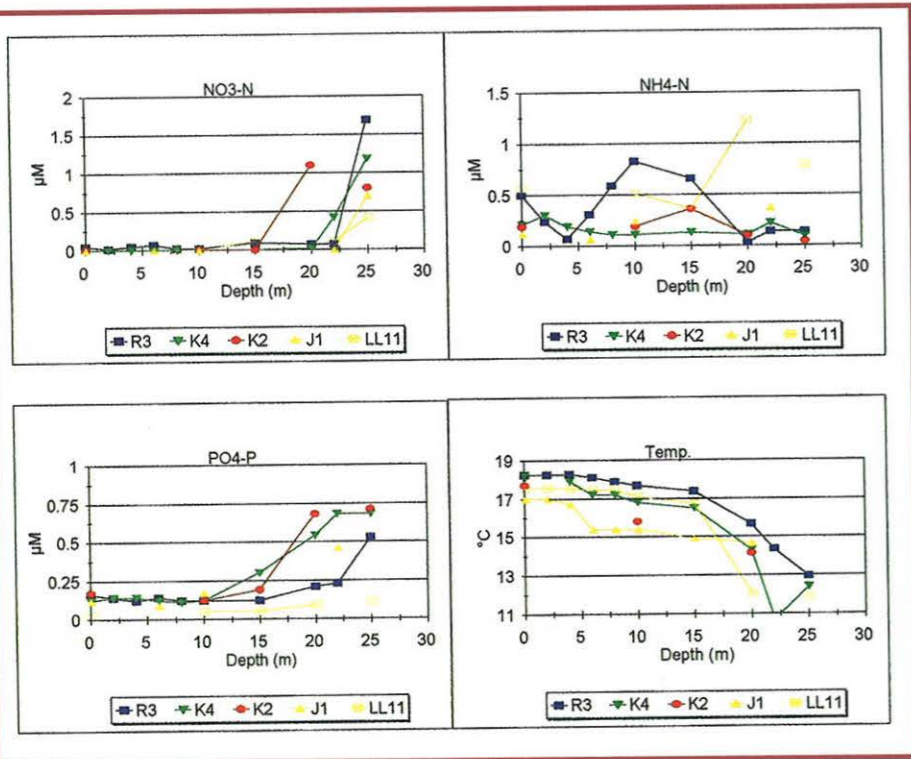 NO3-N
2
1.5
1
0.5
0
µM
0 5 10 15 20 25 30
Depth (m)
R3 K4 K2 J1 LL11
NH4-N
1.5
1
0.5
0
µM
0 5 10 15 20 25 30
Depth (m)
R3 K4 K2 J1 LL11
PO4-P
1
0.75
0.5
0.25
0
µM
0 5 10 15 20 25 30
Depth (m)
R3 K4 K2 J1 LL11
Temp.
19
17
15
13
11
°C
0 5 10 15 20 25 30
Depth (m)
R3 K4 K2 J1 LL11